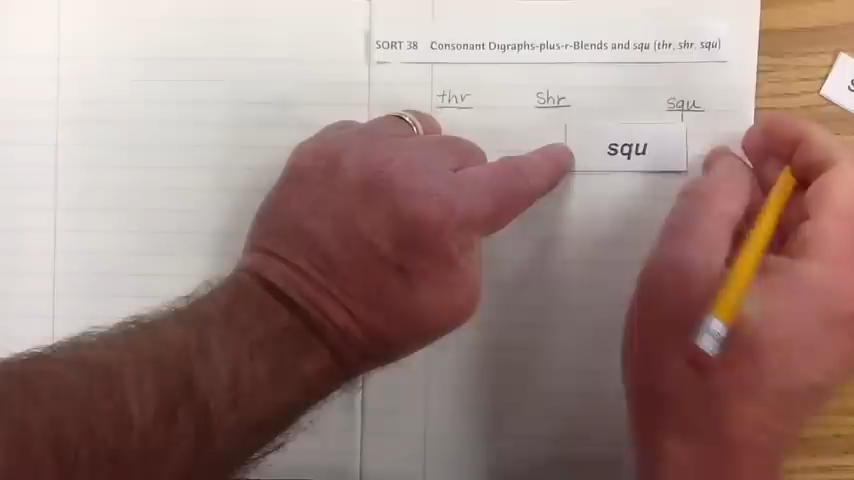 SORT 38 Consonant Digraphs-plus-r-Blends and squ (thr, shr, squ)
thr shr squ
squ